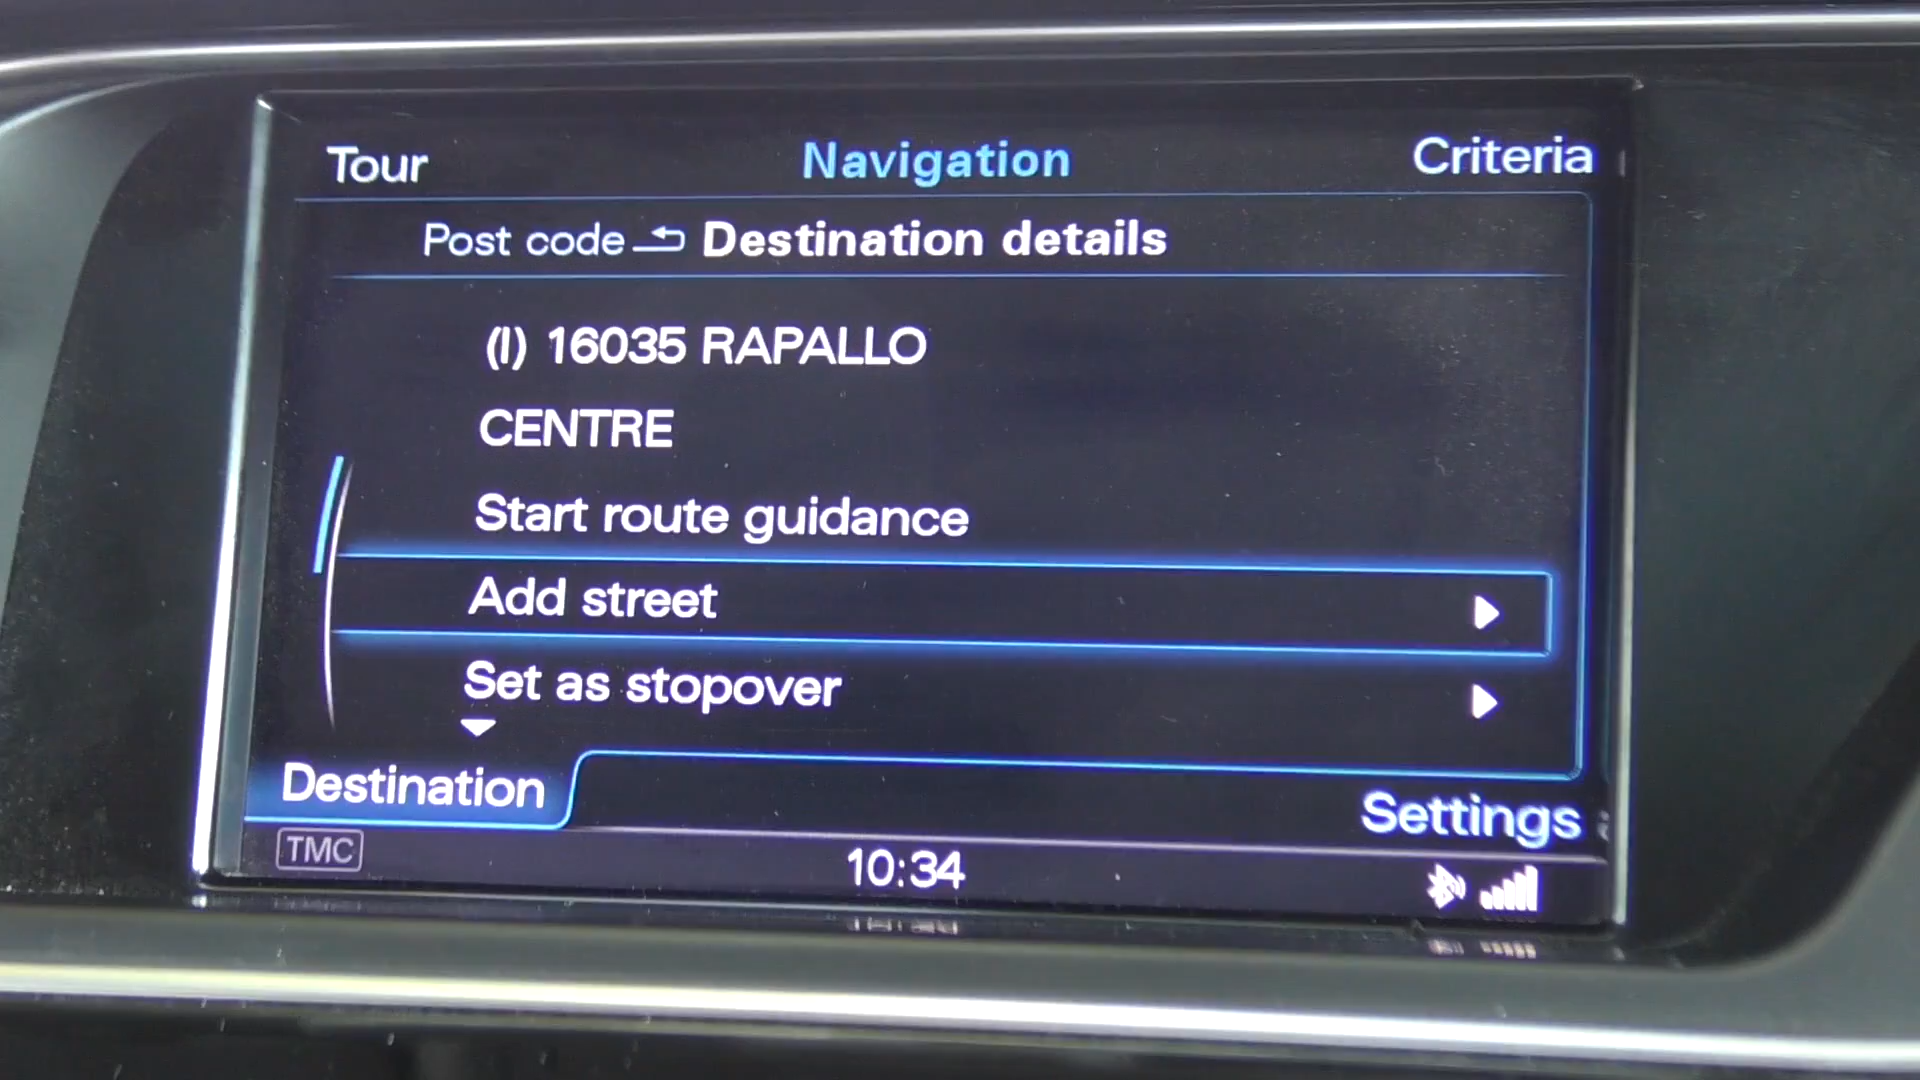 Tour Navigation Criteria
Post code Destination details
(I) 16035 RAPALLO
CENTRE
Start route guidance
Add street
Set as stopover
Destination
Settings
TMC 10:34